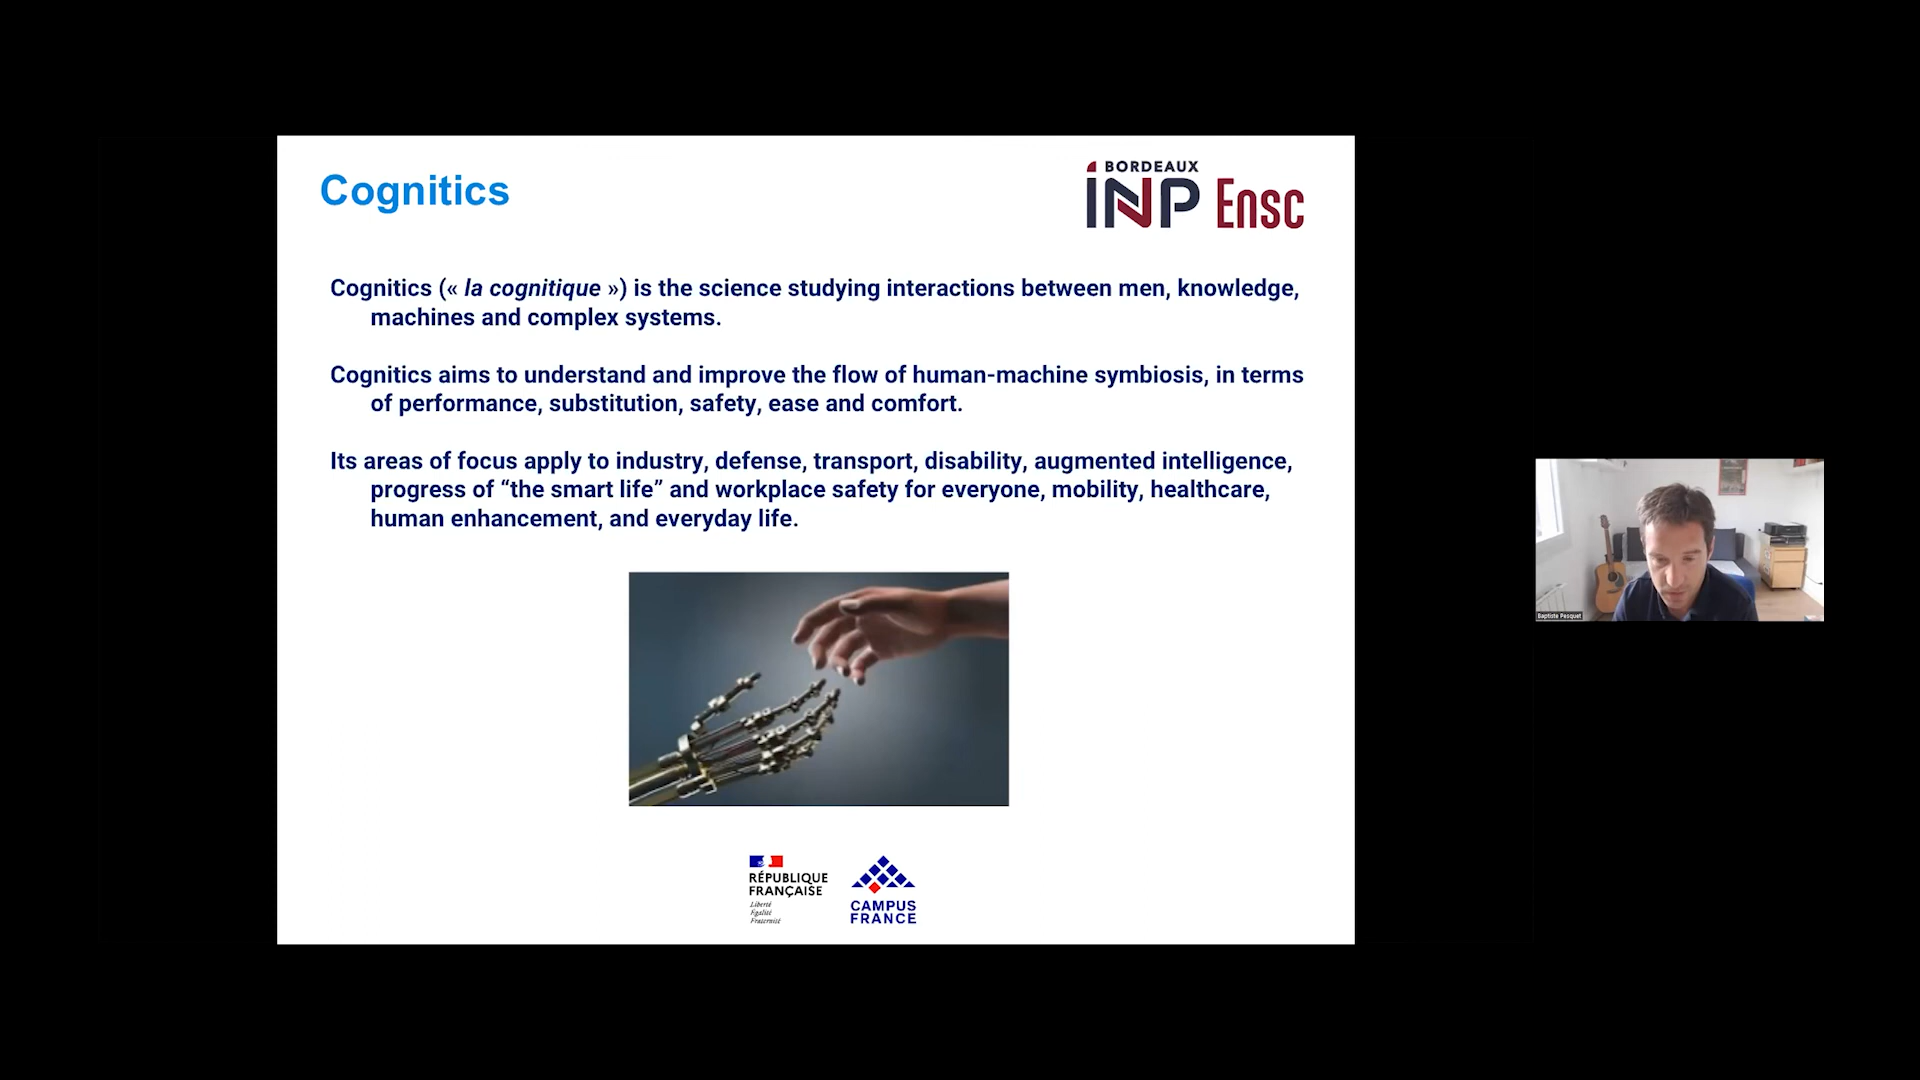 Cognitics
BORDEAUX
INP Ensc
Cognitics (« la cognitique ») is the science studying interactions between men, knowledge,
machines and complex systems.
Cognitics aims to understand and improve the flow of human-machine symbiosis, in terms
of performance, substitution, safety, ease and comfort.
Its areas of focus apply to industry, defense, transport, disability, augmented intelligence,
progress of “the smart life” and workplace safety for everyone, mobility, healthcare,
human enhancement, and everyday life.
RÉPUBLIQUE
FRANÇAISE
Liberté
Égalité
Fraternité
CAMPUS
FRANCE
Baptiste Pesquet